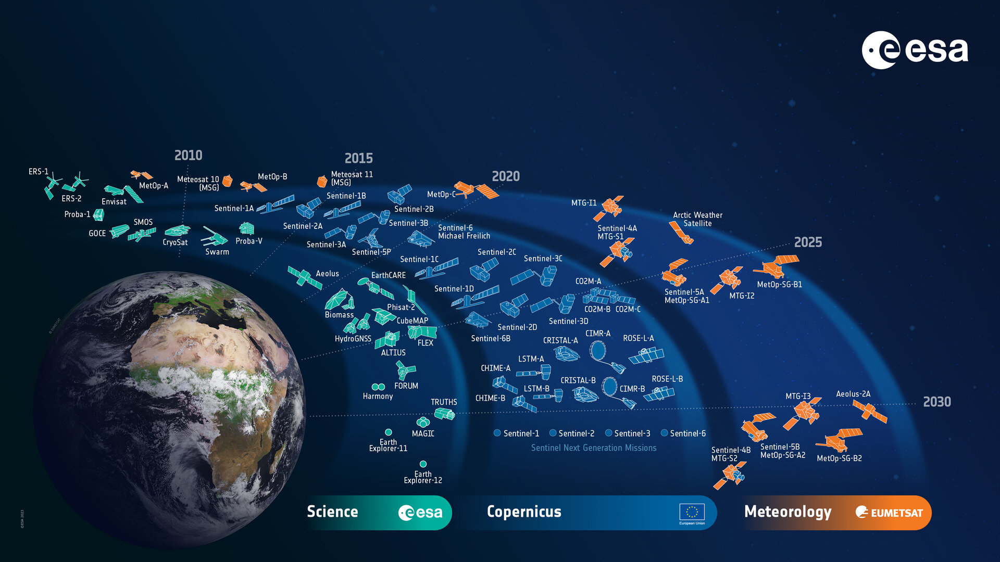 esa
2010
2015
2020
2025
2030
ERS-1
ERS-2
Envisat
MetOp-A
Meteosat 10
(MSG)
MetOp-B
Meteosat 11
(MSG)
MetOp-C
Proba-1
GOCE
SMOS
CryoSat
Swarm
Proba-V
Sentinel-1A
Sentinel-2A
Sentinel-1B
Sentinel-3A
Sentinel-2B
Sentinel-3B
Sentinel-5P
Sentinel-6
Michael Freilich
MTG-I1
Sentinel-4A
MTG-S1
Arctic Weather
Satellite
Sentinel-5A
MetOp-SG-A1
MTG-I2
MetOp-SG-B1
Aeolus
EarthCARE
Biomass
Phisat-2
CubeMAP
HydroGNSS
ALTIUS
FLEX
FORUM
Harmony
TRUTHS
MAGIC
Earth
Explorer-11
Earth
Explorer-12
Sentinel-1C
Sentinel-2C
Sentinel-3C
Sentinel-1D
Sentinel-2D
Sentinel-3D
Sentinel-6B
CO2M-A
CO2M-B
CO2M-C
CRISTAL-A
CIMR-A
ROSE-L-A
LSTM-A
CHIME-A
LSTM-B
CRISTAL-B
CIMR-B
ROSE-L-B
CHIME-B
Sentinel-1
Sentinel-2
Sentinel-3
Sentinel-6
Sentinel Next Generation Missions
MTG-I3
Aeolus-2A
Sentinel-5B
MetOp-SG-A2
MetOp-SG-B2
Sentinel-4B
MTG-S2
Science
esa
Copernicus
European Union
Meteorology
EUMETSAT
© EUMETSAT
© ESA 2023